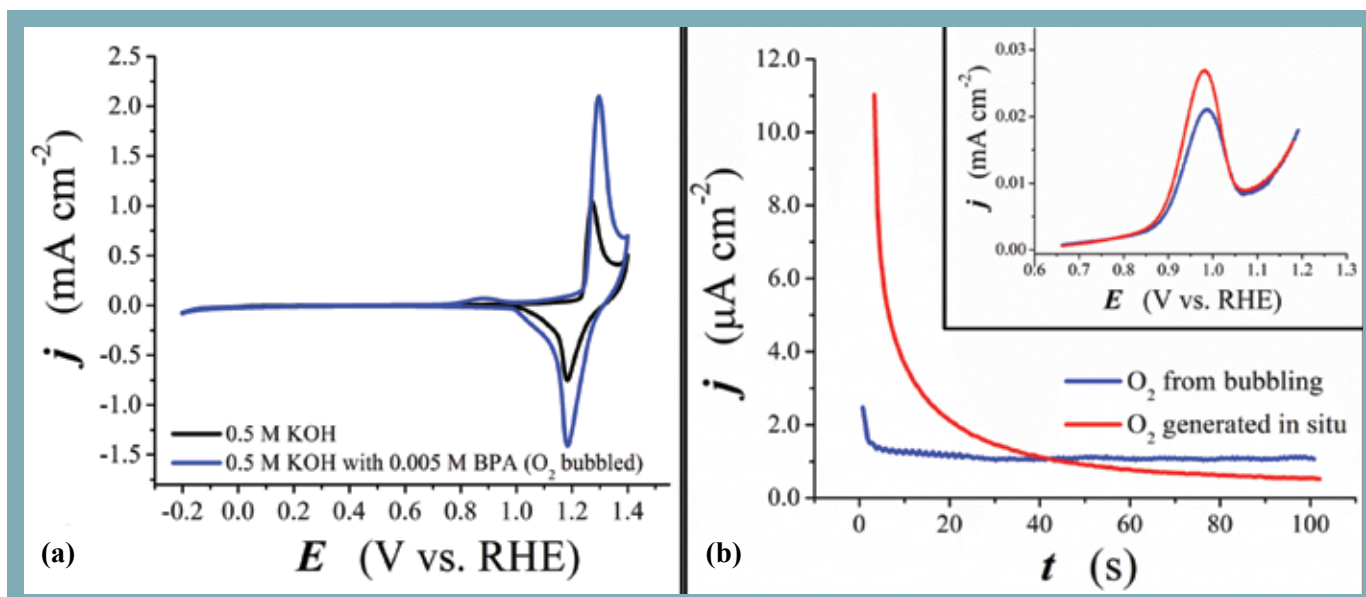 2.5
2.0
1.5
1.0
0.5
0.0
-0.5
-1.0
-1.5
j (mA cm⁻²)
0.5 M KOH
0.5 M KOH with 0.005 M BPA (O₂ bubbled)
-0.2 0.0 0.2 0.4 0.6 0.8 1.0 1.2 1.4
(a)
E (V vs. RHE)
12.0
10.0
8.0
6.0
4.0
2.0
0.0
j (μA cm⁻²)
0.03
0.02
0.01
0.00
j (mA cm⁻²)
0.6 0.7 0.8 0.9 1.0 1.1 1.2 1.3
E (V vs. RHE)
O₂ from bubbling
O₂ generated in situ
0 20 40 60 80 100
(b)
t (s)